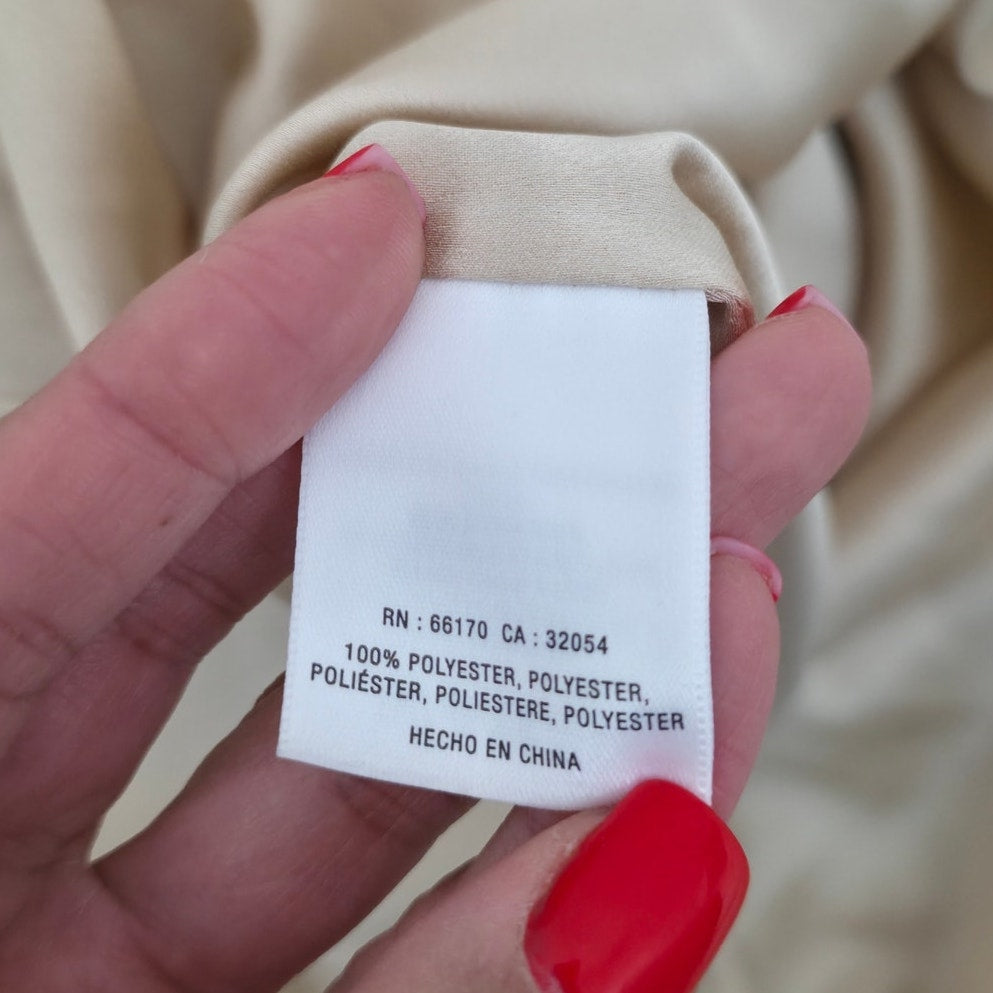 RN : 66170 CA : 32054
100% POLYESTER, POLYESTER,
POLIÉSTER, POLIESTERE, POLYESTER
HECHO EN CHINA